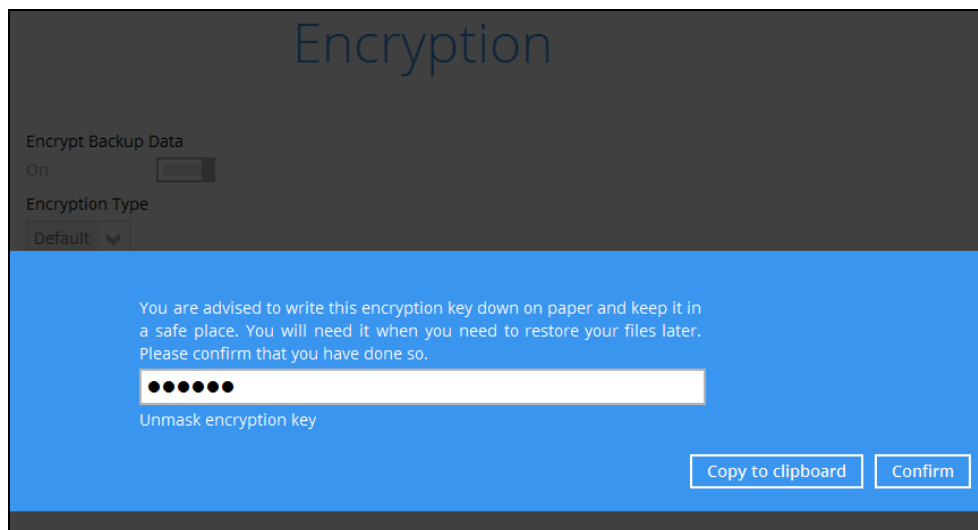 Encryption
Encrypt Backup Data
On
Encryption Type
Default
You are advised to write this encryption key down on paper and keep it in
a safe place. You will need it when you need to restore your files later.
Please confirm that you have done so.
●●●●●●
Unmask encryption key
Copy to clipboard
Confirm